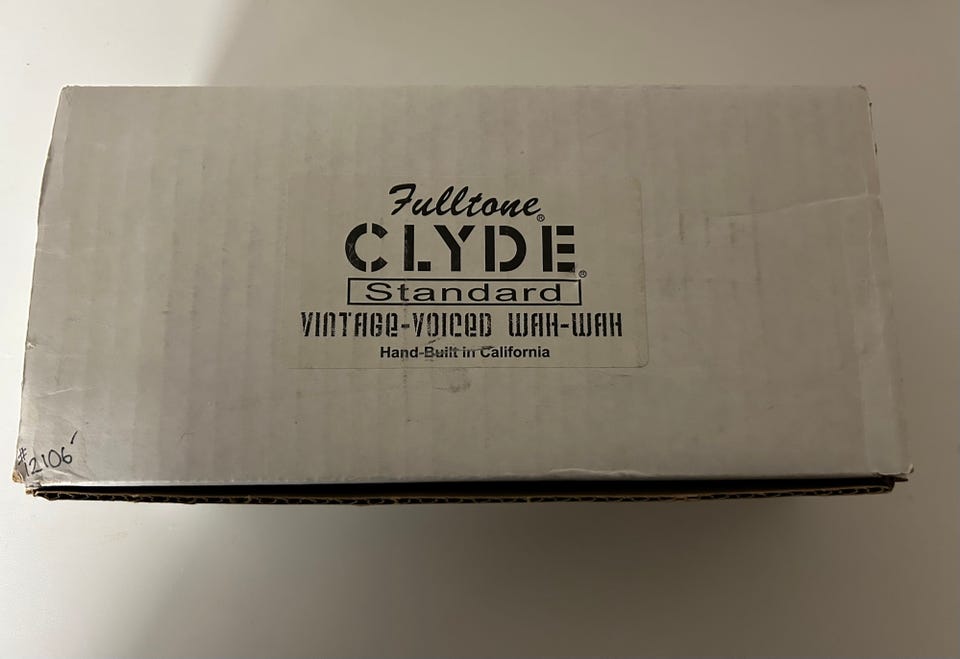 Fulltone®
CLYDE®
Standard
VINTAGE-VOICED WAH-WAH
Hand-Built in California
#12106